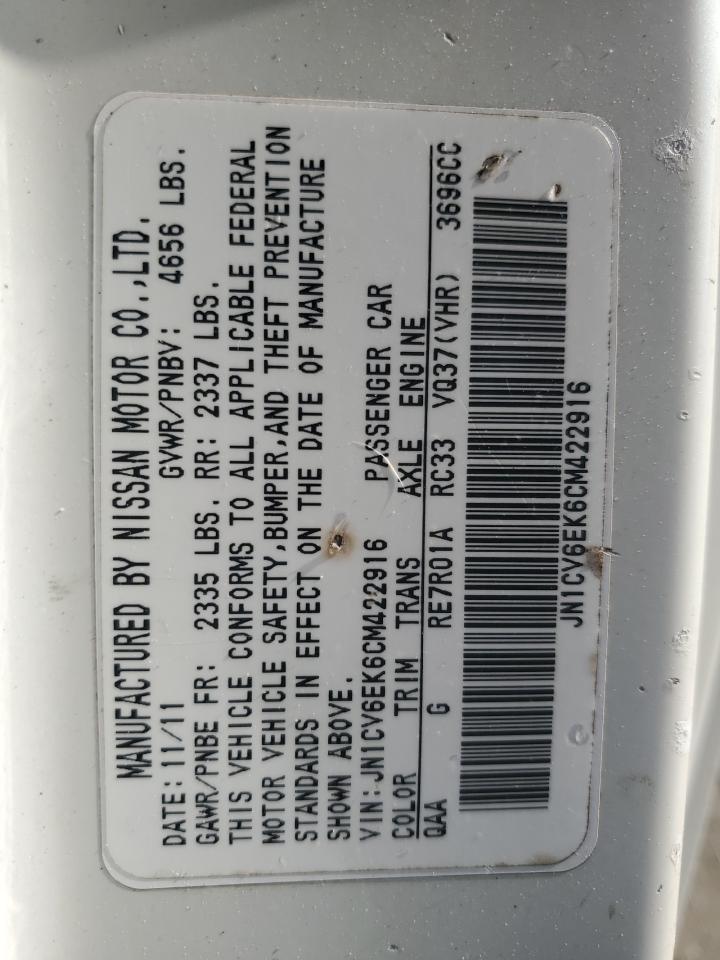 MANUFACTURED BY NISSAN MOTOR CO.,LTD.
DATE: 11/11 GVWR/PNBV: 4656 LBS.
GAWR/PNBE FR: 2335 LBS. RR: 2337 LBS.
THIS VEHICLE CONFORMS TO ALL APPLICABLE FEDERAL
MOTOR VEHICLE SAFETY,BUMPER,AND THEFT PREVENTION
STANDARDS IN EFFECT ON THE DATE OF MANUFACTURE
SHOWN ABOVE.
VIN:JN1CV6EK6CM422916 PASSENGER CAR
COLOR TRIM TRANS AXLE ENGINE
QAA G RE7R01A RC33 VQ37(VHR) 3696CC
JN1CV6EK6CM422916